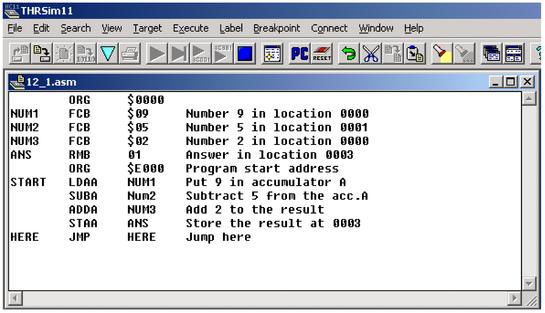 THRSim11
File Edit Search View Target Execute Label Breakpoint Connect Window Help
PC RESET
12_1.asm
ORG $0000
NUM1 FCB $09 Number 9 in location 0000
NUM2 FCB $05 Number 5 in location 0001
NUM3 FCB $02 Number 2 in location 0000
ANS RMB 01 Answer in location 0003
ORG $E000 Program start address
START LDAA NUM1 Put 9 in accumulator A
SUBA Num2 Subtract 5 from the acc.A
ADDA NUM3 Add 2 to the result
STAA ANS Store the result at 0003
HERE JMP HERE Jump here